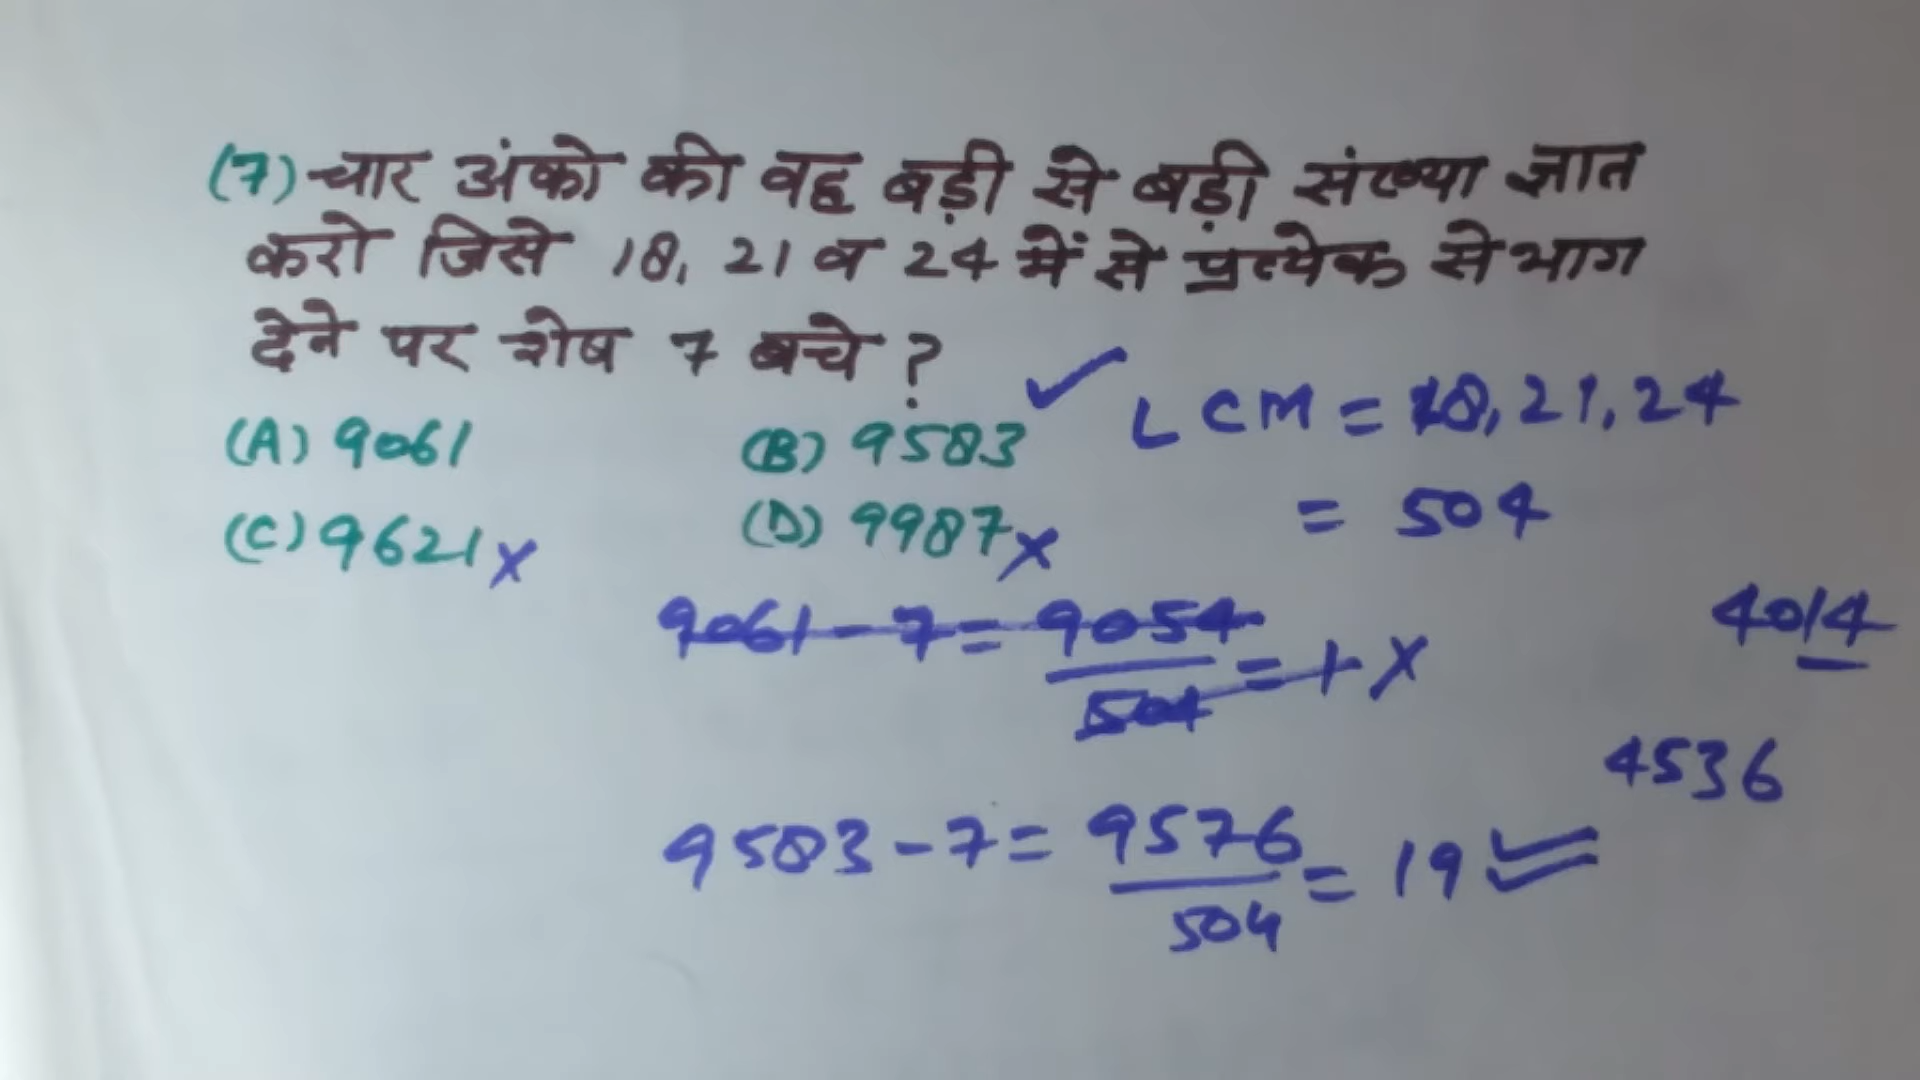 (7) चार अंको की वह बड़ी से बड़ी संख्या ज्ञात
करो जिसे 18, 21 व 24 में से प्रत्येक से भाग
देने पर शेष 7 बचे ?
(A) 9061 (B) 9583 ✓
(C) 9621 X (D) 9987 X
LCM = 18, 21, 24
= 504
9061 - 7 = 9054/504 = 1 X
4014
4536
9583 - 7 = 9576/504 = 19 ✓